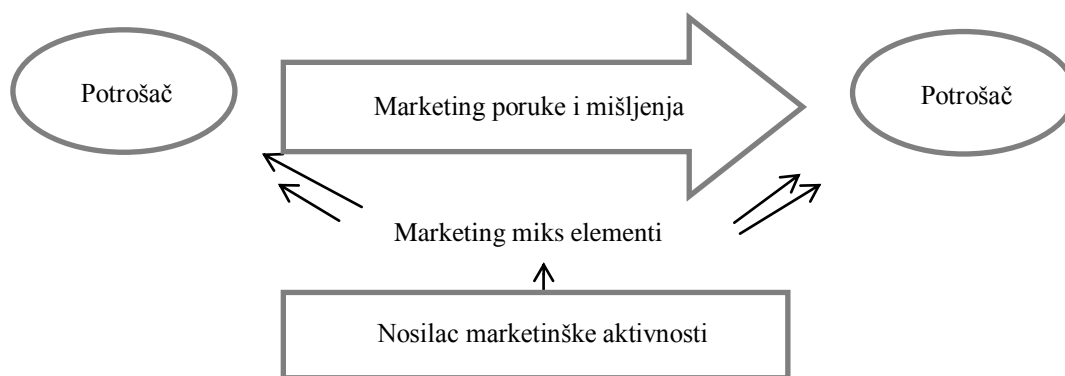 Potrošač
Marketing poruke i mišljenja
Potrošač
Marketing miks elementi
Nosilac marketinške aktivnosti